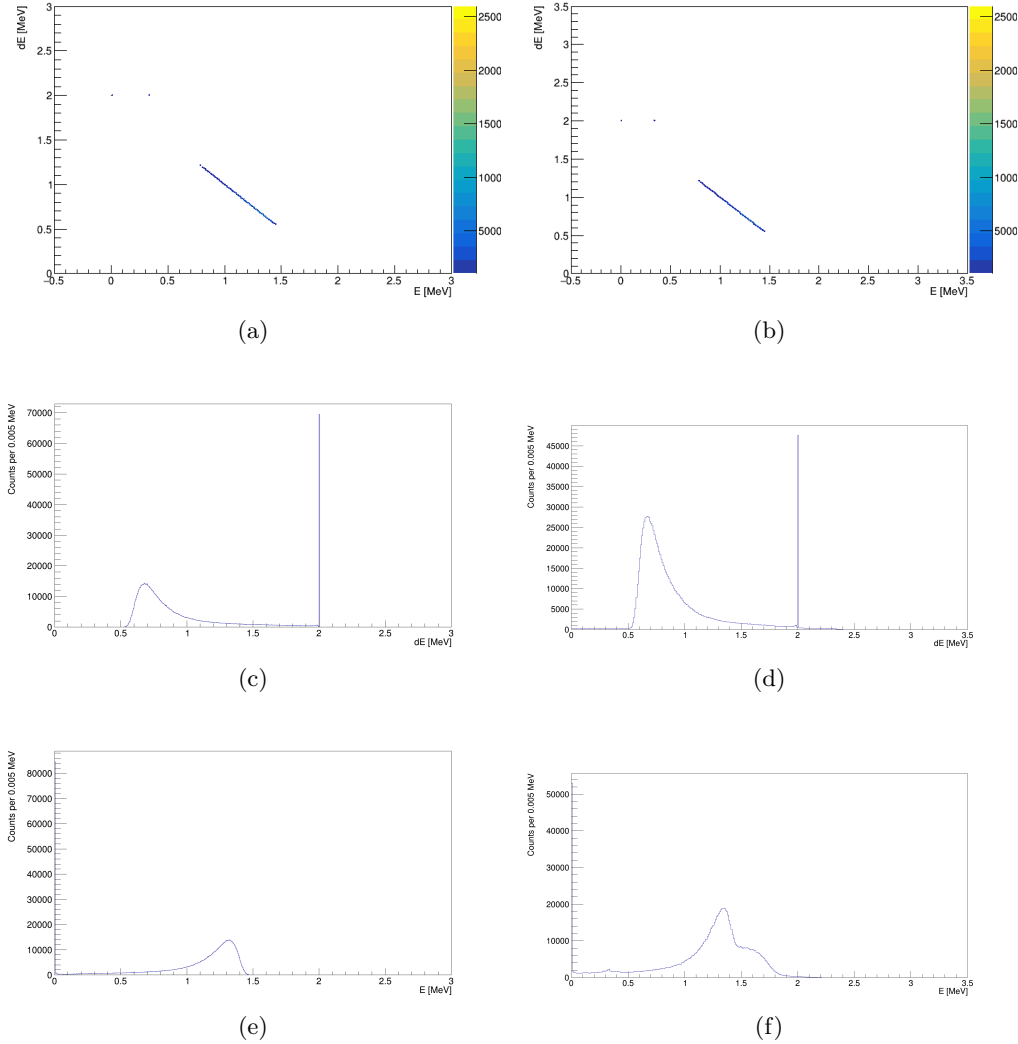 dE [MeV]
3
2.5
2
1.5
1
0.5
0
−0.5 0 0.5 1 1.5 2 2.5 3
E [MeV]
2500
2000
1500
1000
5000
(a)
dE [MeV]
3.5
3
2.5
2
1.5
1
0.5
0
−0.5 0 0.5 1 1.5 2 2.5 3 3.5
E [MeV]
2500
2000
1500
1000
5000
(b)
Counts per 0.005 MeV
70000
60000
50000
40000
30000
20000
10000
0
0 0.5 1 1.5 2 2.5 3
dE [MeV]
(c)
Counts per 0.005 MeV
45000
40000
35000
30000
25000
20000
15000
10000
5000
0
0 0.5 1 1.5 2 2.5 3 3.5
dE [MeV]
(d)
Counts per 0.005 MeV
80000
70000
60000
50000
40000
30000
20000
10000
0
0 0.5 1 1.5 2 2.5 3
E [MeV]
(e)
Counts per 0.005 MeV
50000
40000
30000
20000
10000
0
0 0.5 1 1.5 2 2.5 3 3.5
E [MeV]
(f)